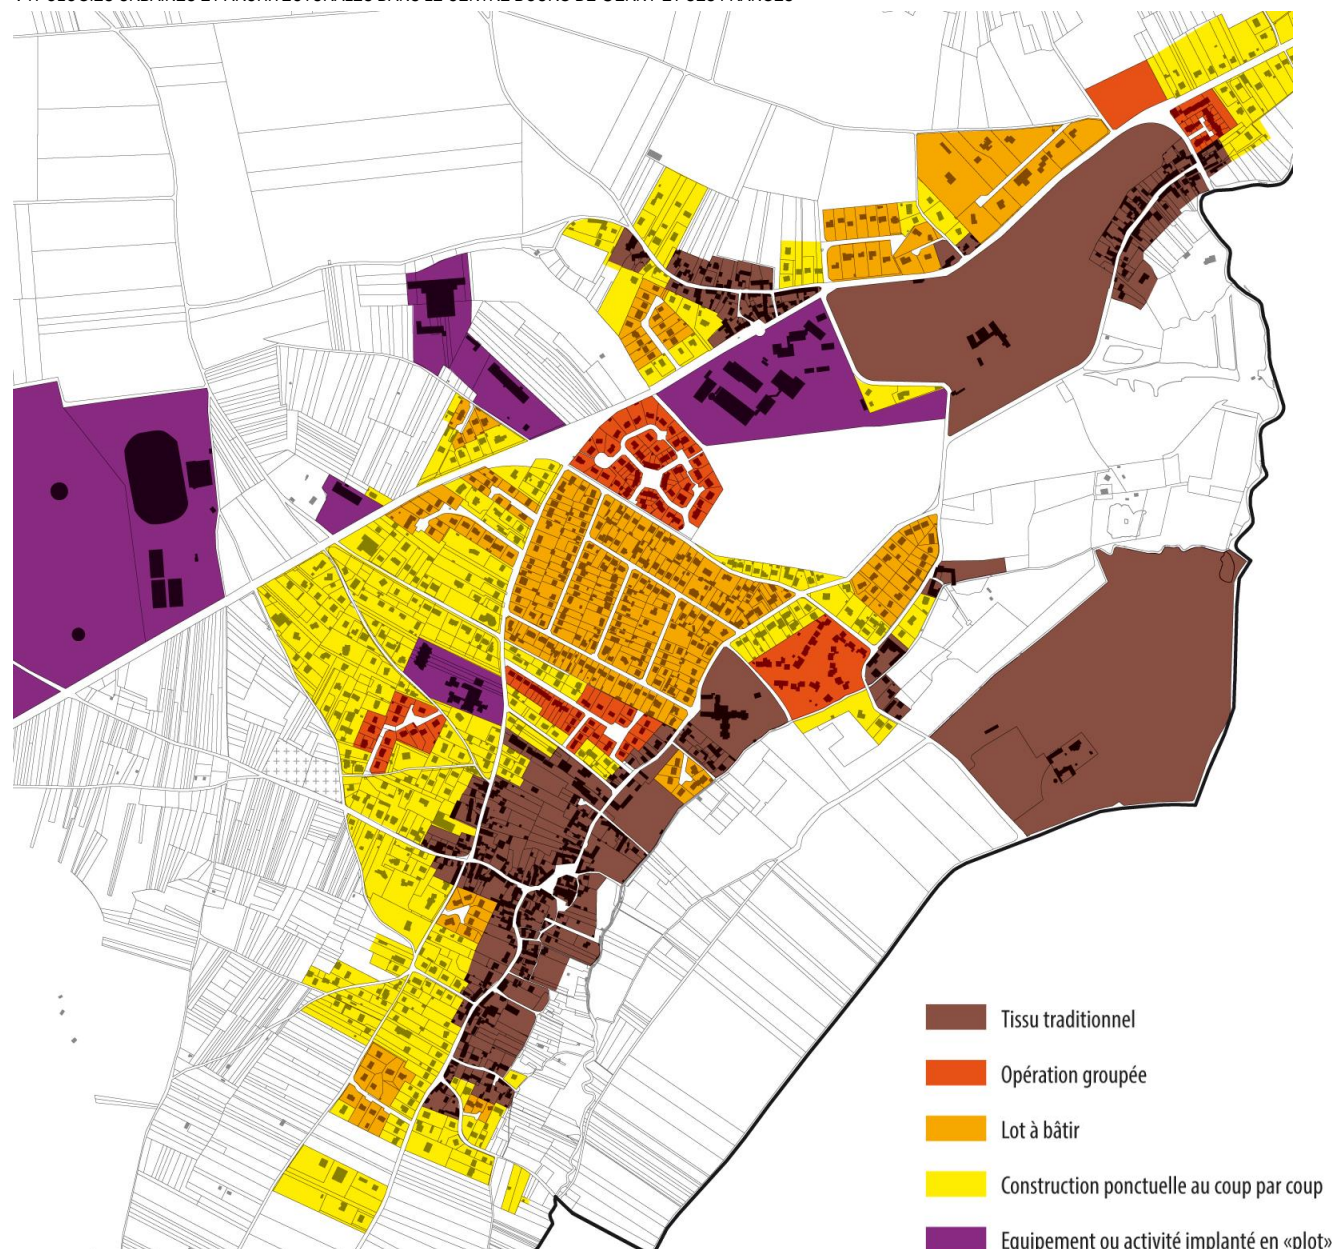 Tissu traditionnel
Opération groupée
Lot à bâtir
Construction ponctuelle au coup par coup
Equipement ou activité implanté en «plot»